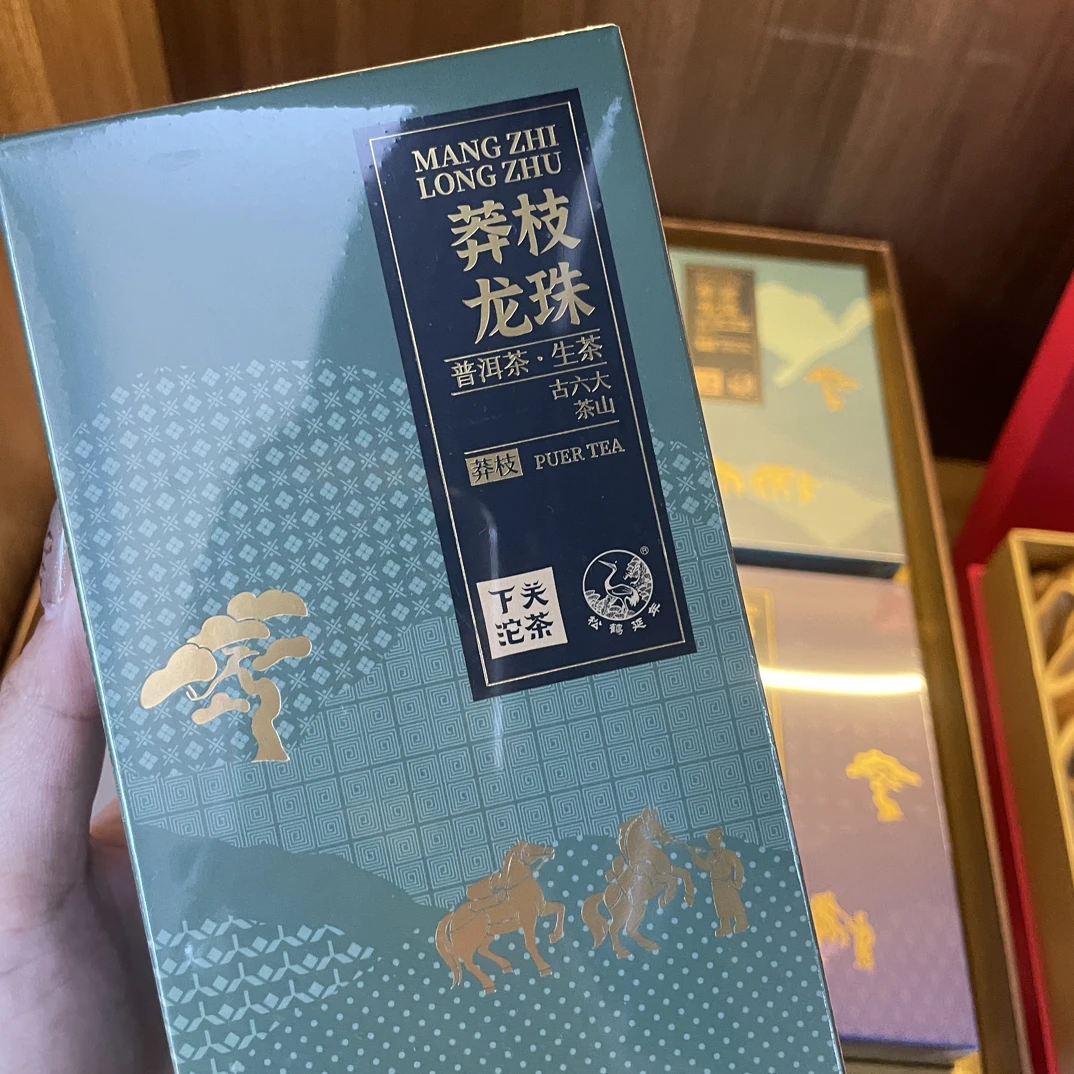 MANG ZHI
LONG ZHU
莽枝
龙珠
普洱茶·生茶
古六大
茶山
莽枝 PUER TEA
下关
沱茶
®
松鹤延年